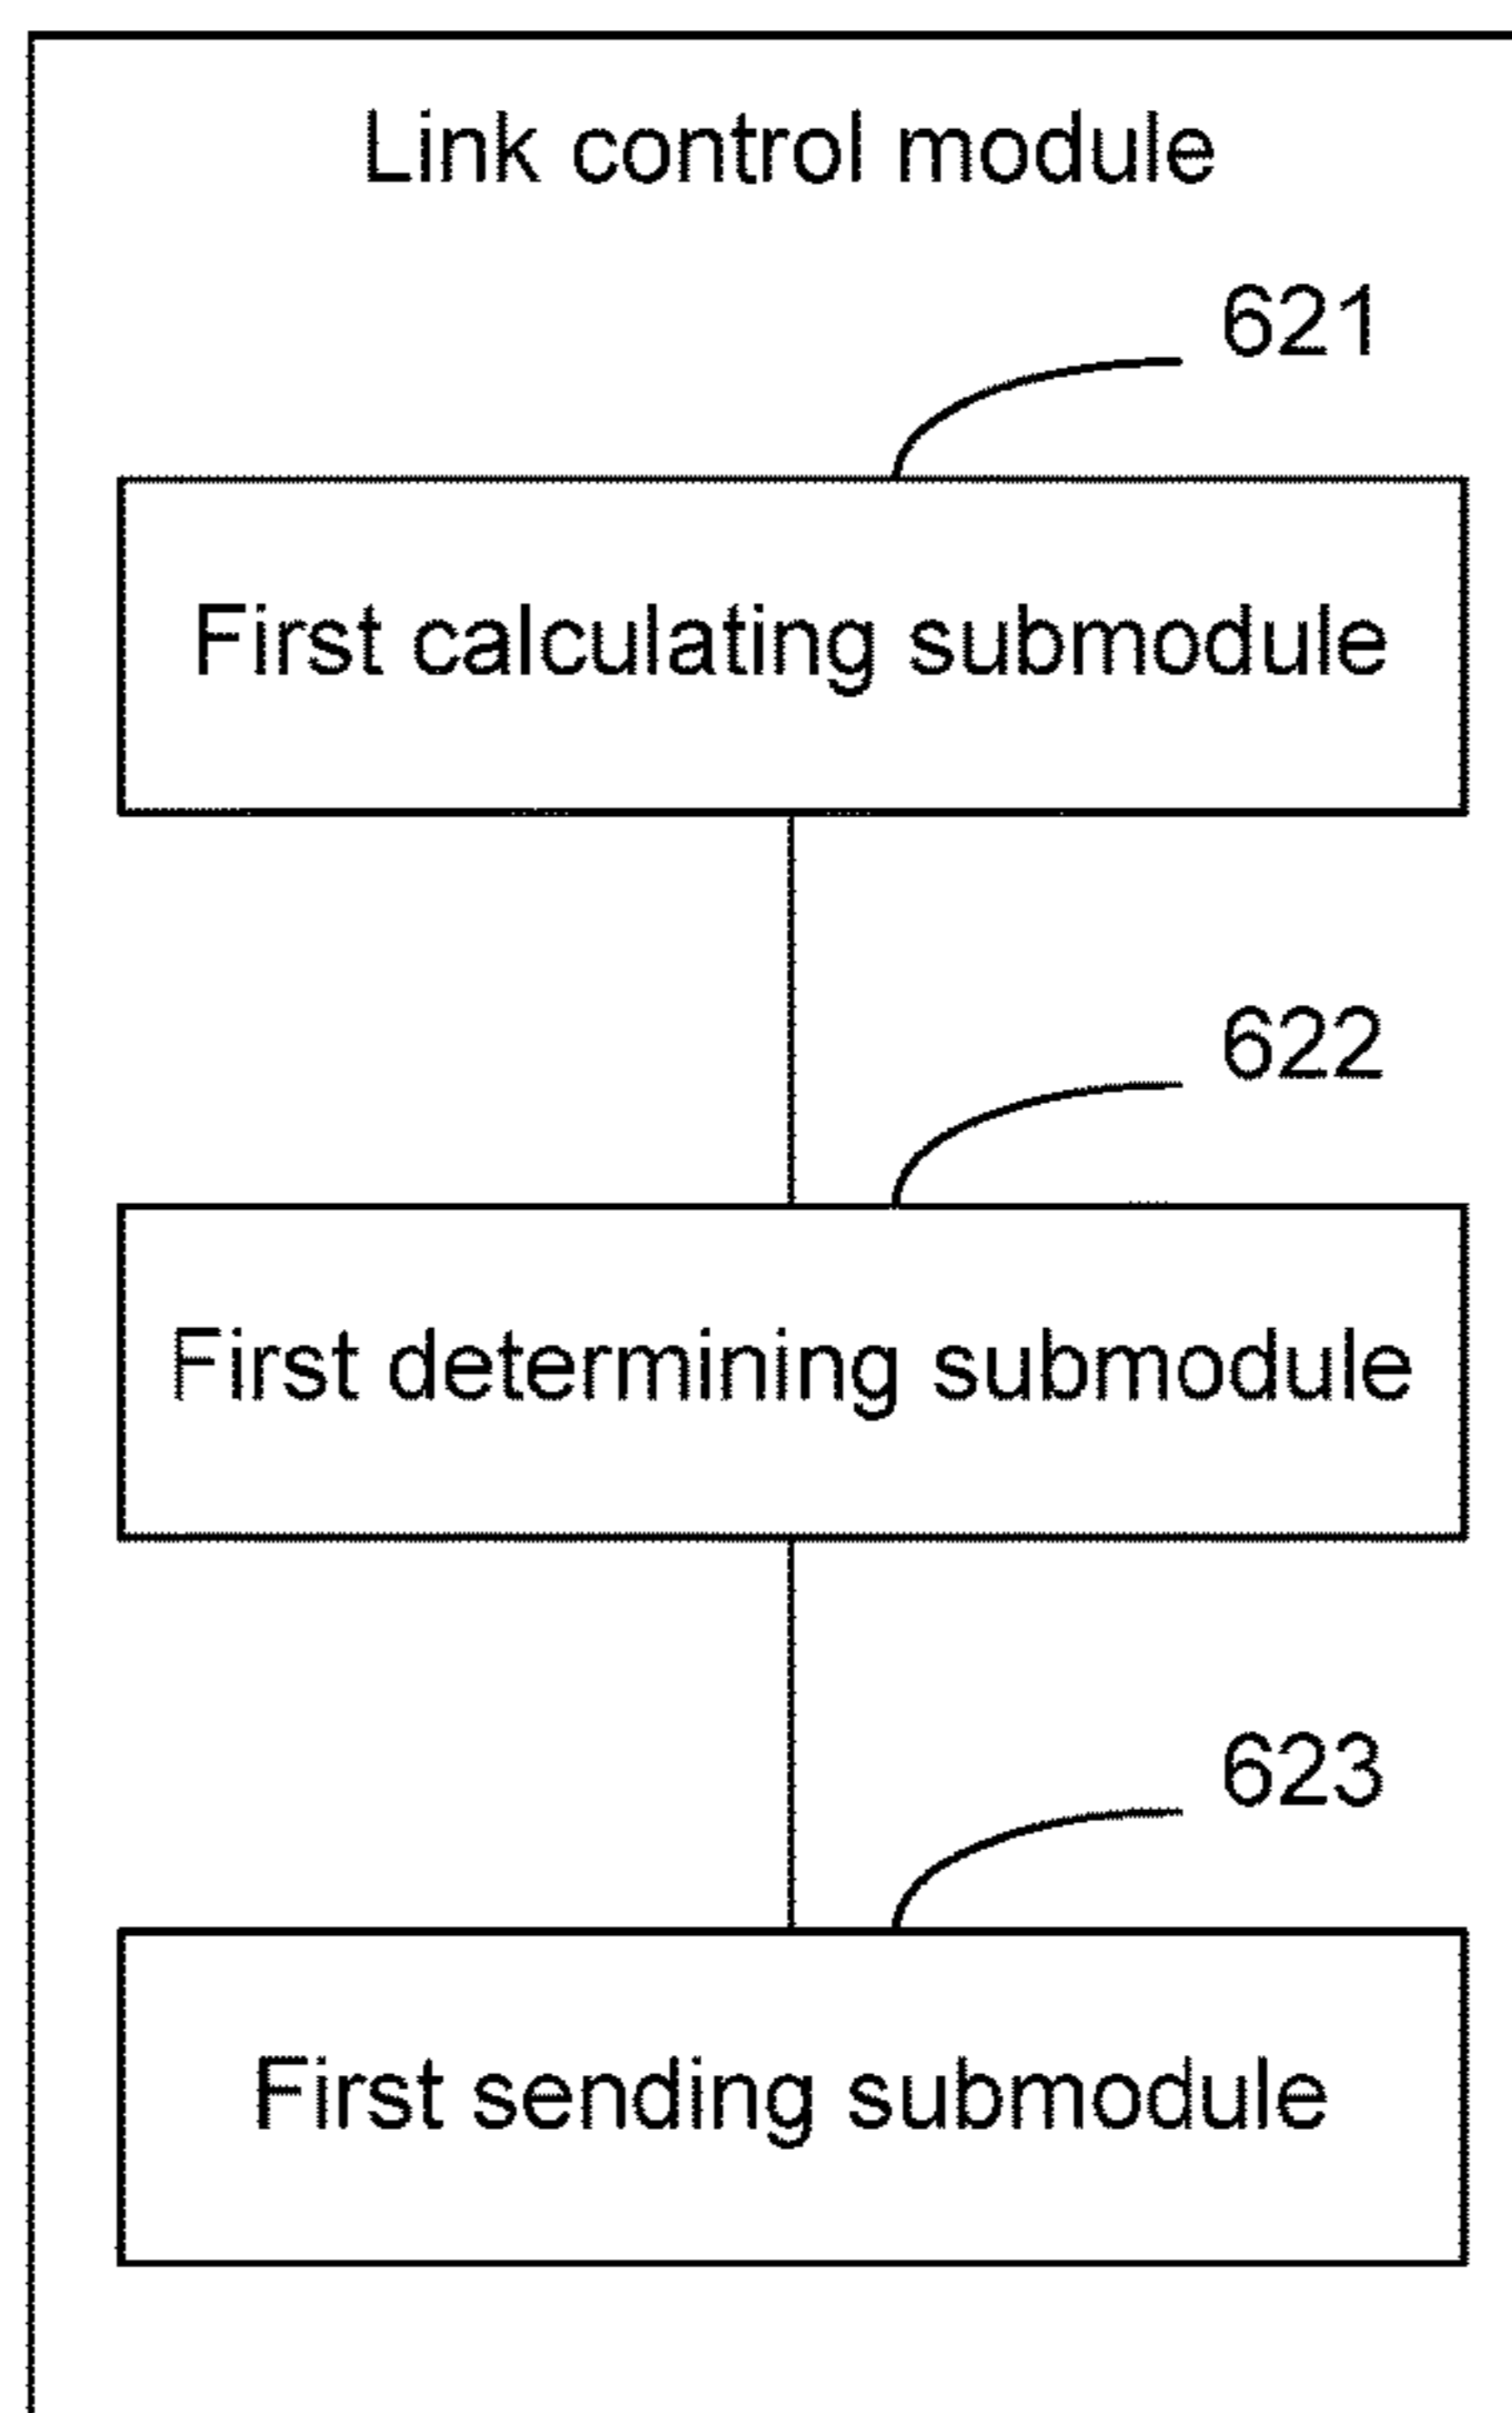 Link control module
621
First calculating submodule
622
First determining submodule
623
First sending submodule